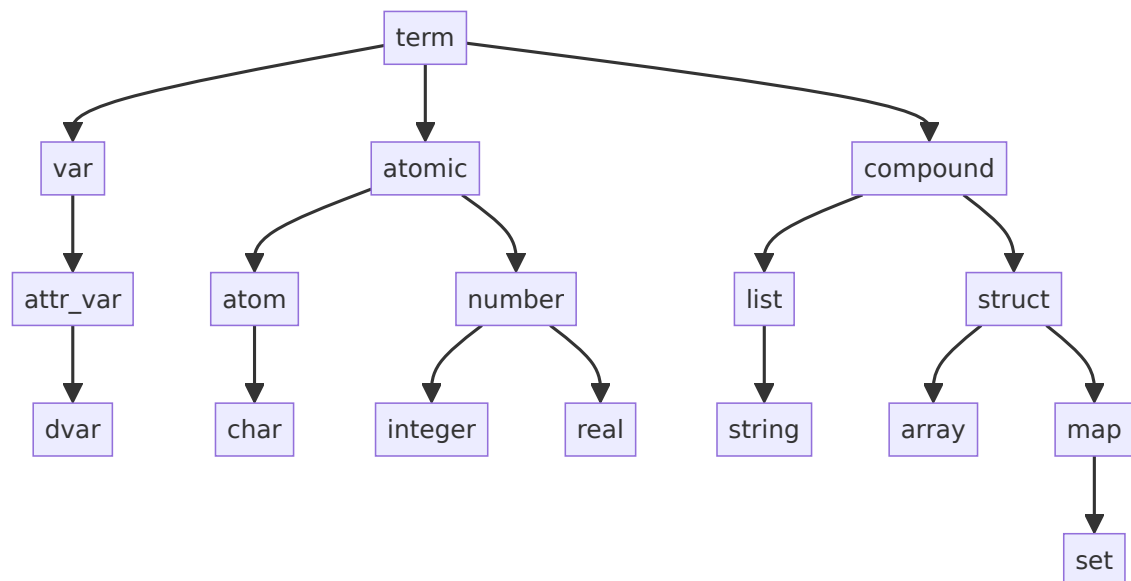 term
var
atomic
compound
attr_var
atom
number
list
struct
dvar
char
integer
real
string
array
map
set